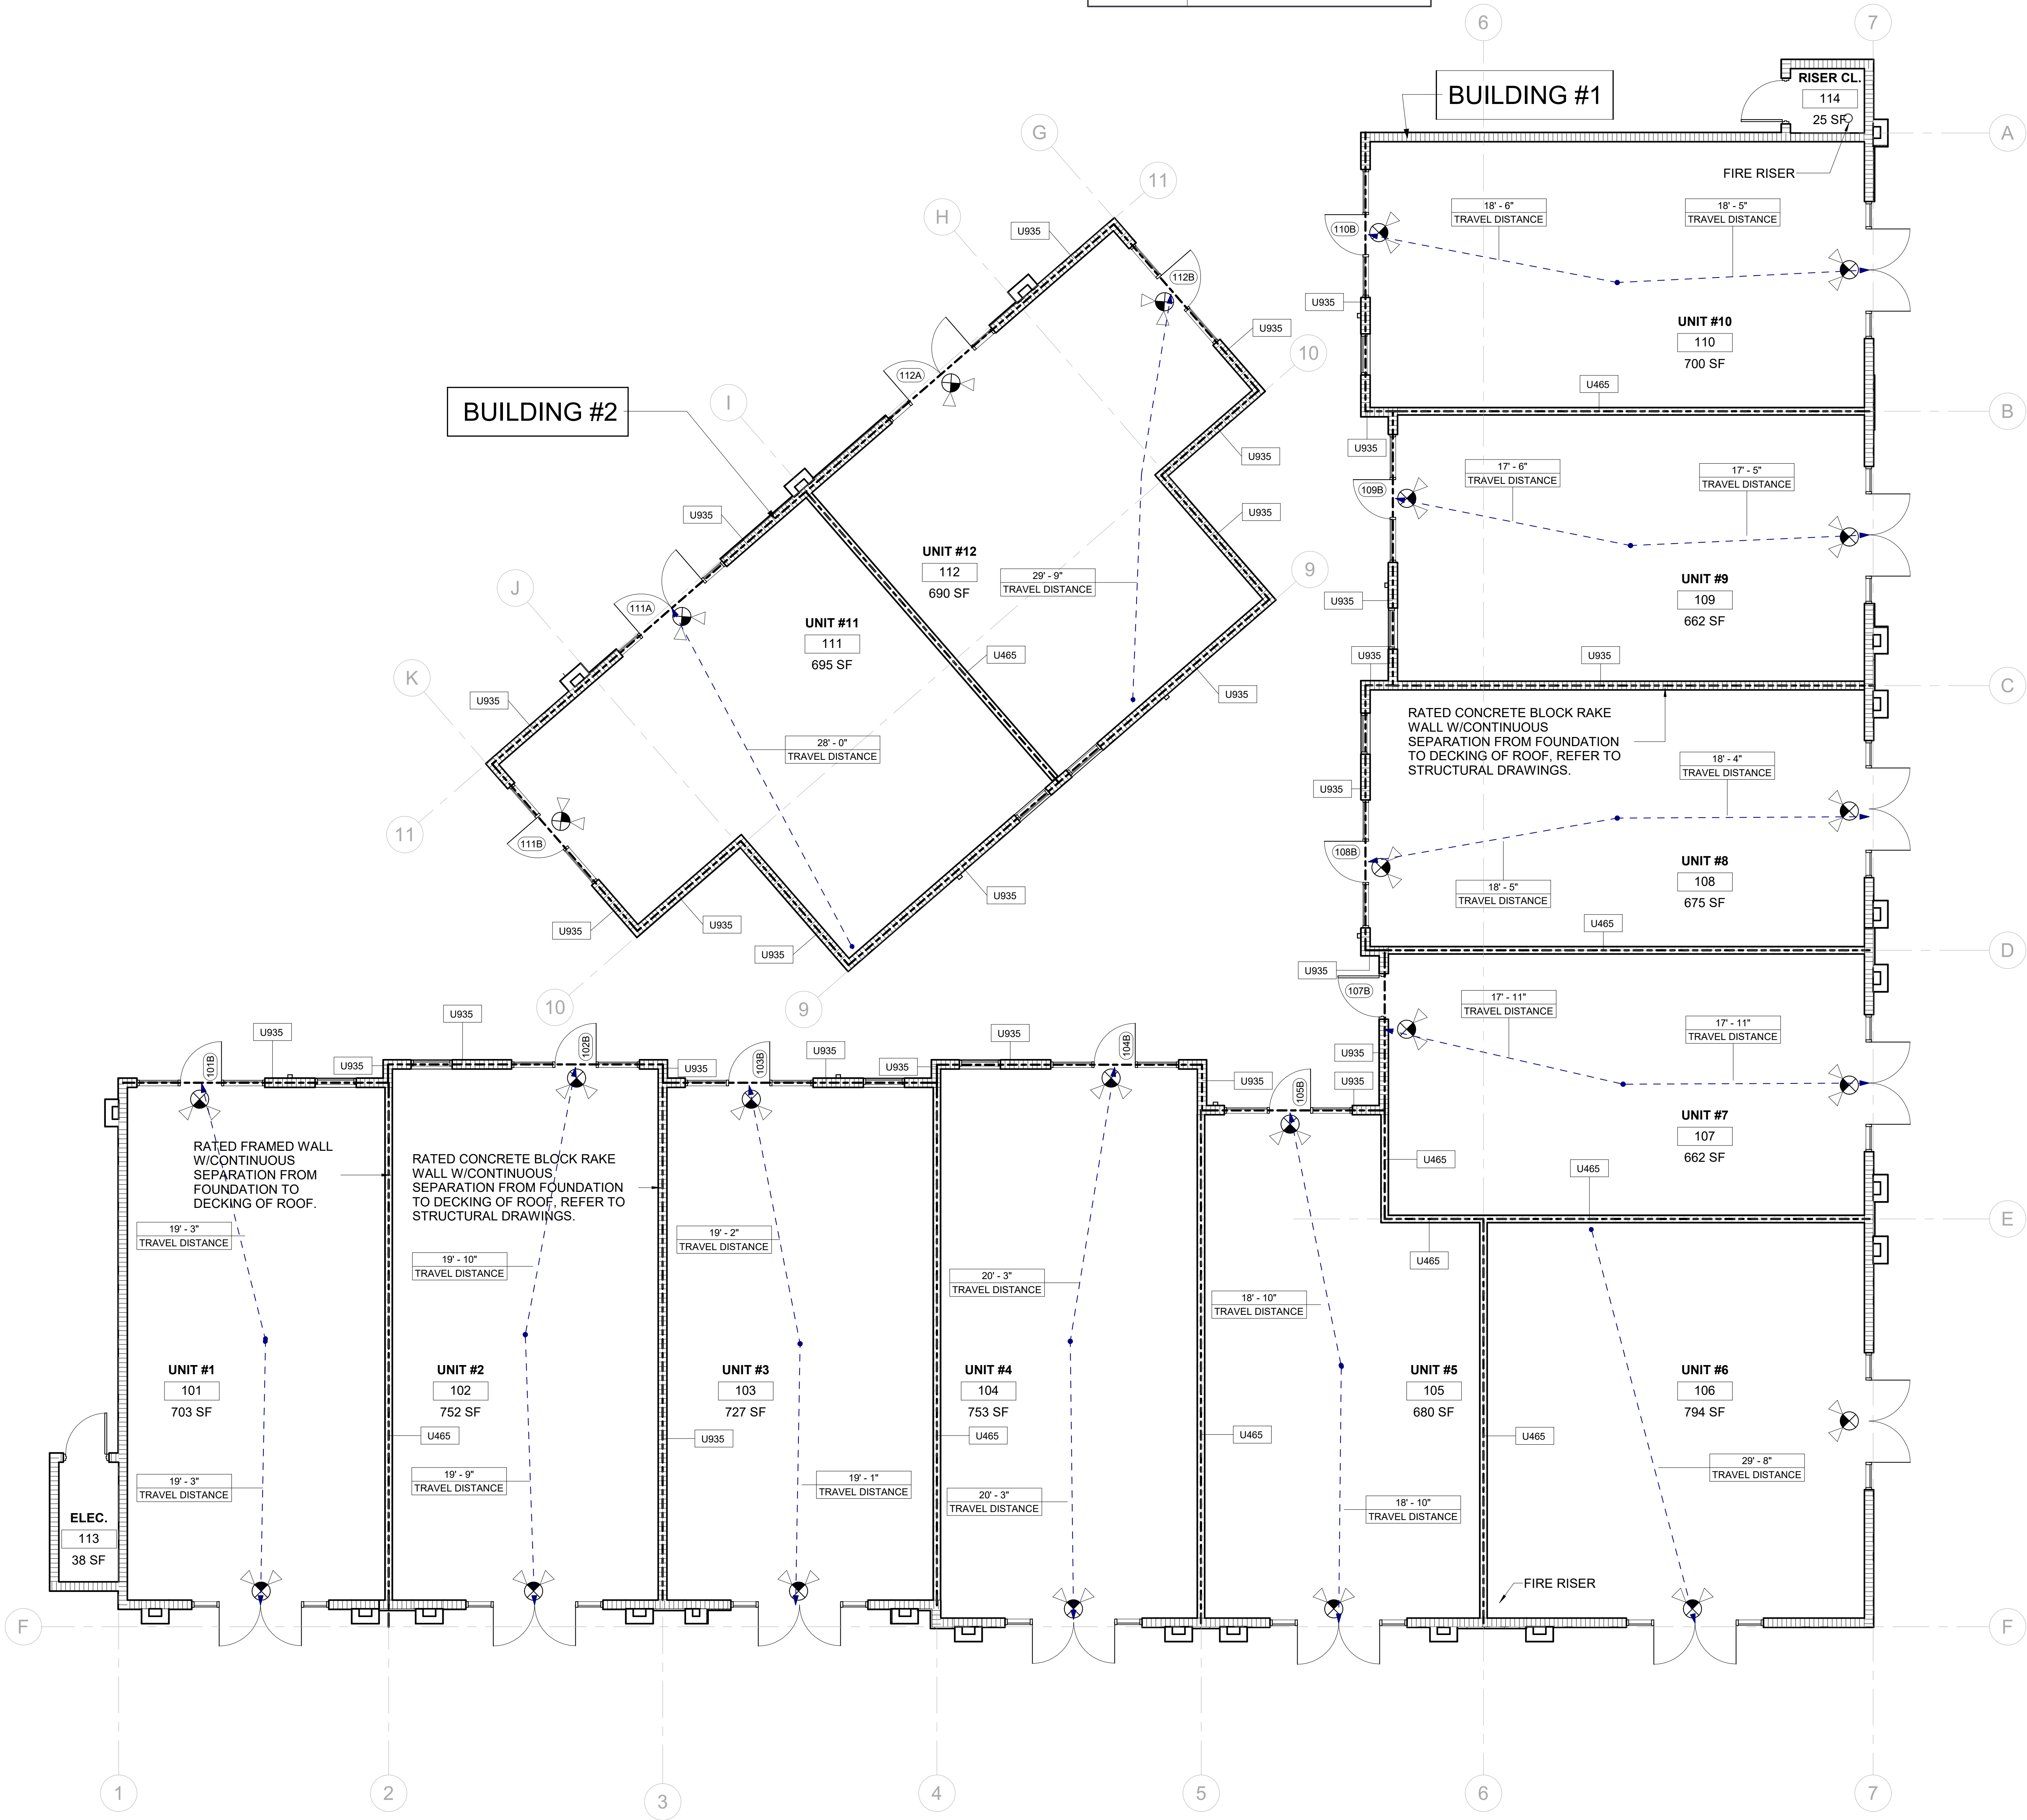 6
7
BUILDING #1
RISER CL.
114
25 SF
A
FIRE RISER
G
11
H
U935
112B
110B
18' - 6"
TRAVEL DISTANCE
18' - 5"
TRAVEL DISTANCE
U935
UNIT #10
110
700 SF
U935
10
112A
U465
BUILDING #2
I
B
U935
U935
17' - 6"
TRAVEL DISTANCE
17' - 5"
TRAVEL DISTANCE
109B
U935
U935
UNIT #12
112
690 SF
29' - 9"
TRAVEL DISTANCE
9
J
111A
UNIT #9
109
662 SF
U935
UNIT #11
111
695 SF
U465
U935
U935
C
K
U935
U935
RATED CONCRETE BLOCK RAKE
WALL W/CONTINUOUS
SEPARATION FROM FOUNDATION
TO DECKING OF ROOF, REFER TO
STRUCTURAL DRAWINGS.
28' - 0"
TRAVEL DISTANCE
18' - 4"
TRAVEL DISTANCE
U935
11
111B
108B
UNIT #8
108
675 SF
18' - 5"
TRAVEL DISTANCE
U935
U935
U935
U935
U465
D
U935
107B
10
9
17' - 11"
TRAVEL DISTANCE
17' - 11"
TRAVEL DISTANCE
U935
U935
U935
101B
102B
103B
104B
U935
U935
U935
U935
U935
U935
U935
U935
105B
UNIT #7
107
662 SF
RATED FRAMED WALL
W/CONTINUOUS
SEPARATION FROM
FOUNDATION TO
DECKING OF ROOF.
RATED CONCRETE BLOCK RAKE
WALL W/CONTINUOUS
SEPARATION FROM FOUNDATION
TO DECKING OF ROOF, REFER TO
STRUCTURAL DRAWINGS.
U465
U465
E
19' - 3"
TRAVEL DISTANCE
19' - 10"
TRAVEL DISTANCE
19' - 2"
TRAVEL DISTANCE
20' - 3"
TRAVEL DISTANCE
18' - 10"
TRAVEL DISTANCE
U465
UNIT #1
101
703 SF
UNIT #2
102
752 SF
UNIT #3
103
727 SF
UNIT #4
104
753 SF
UNIT #5
105
680 SF
UNIT #6
106
794 SF
U465
U935
U465
U465
U465
19' - 3"
TRAVEL DISTANCE
19' - 9"
TRAVEL DISTANCE
19' - 1"
TRAVEL DISTANCE
20' - 3"
TRAVEL DISTANCE
18' - 10"
TRAVEL DISTANCE
29' - 8"
TRAVEL DISTANCE
ELEC.
113
38 SF
FIRE RISER
F
F
1
2
3
4
5
6
7